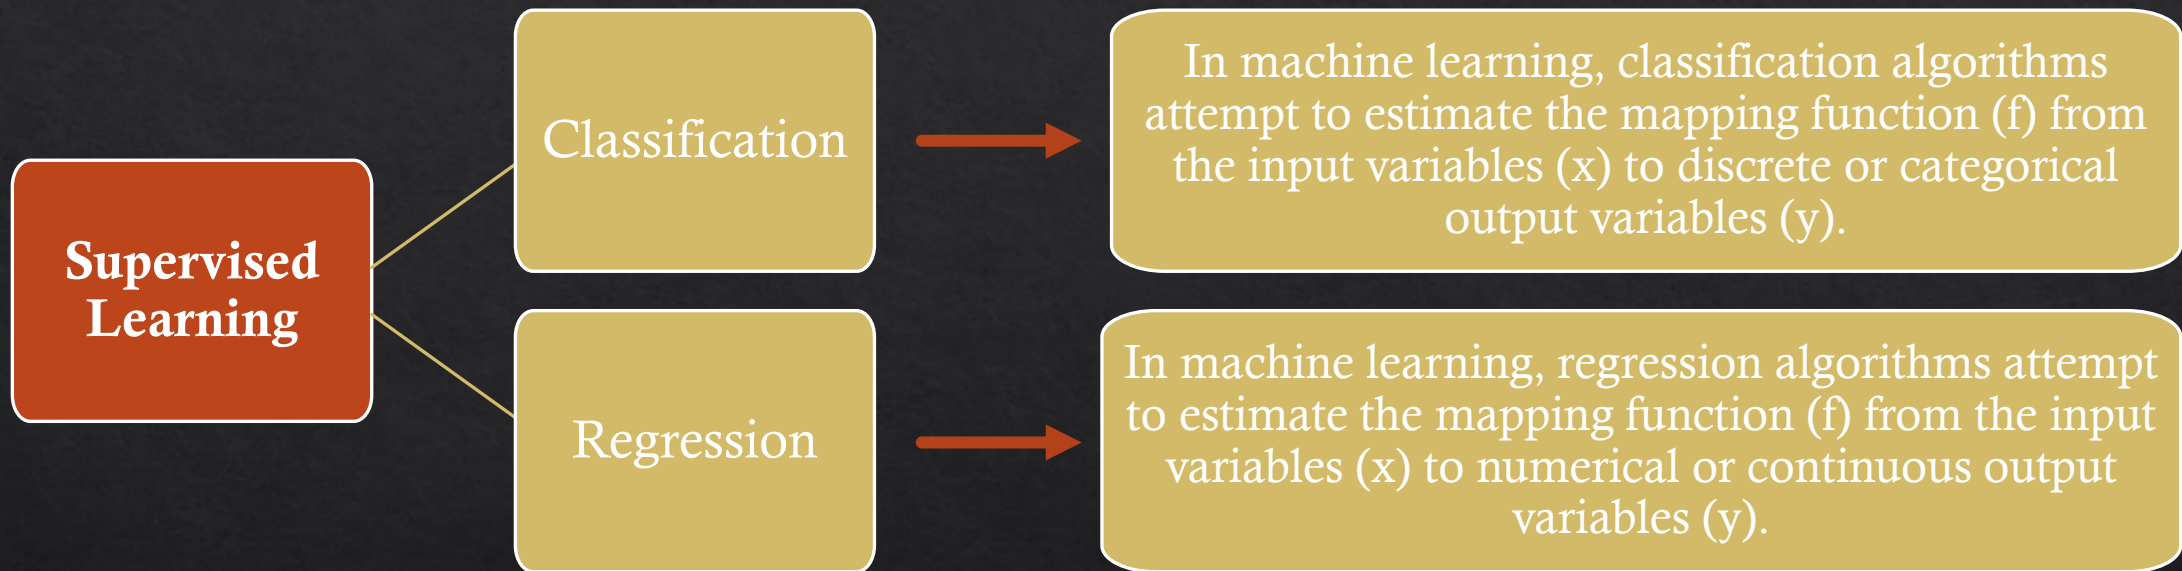 Supervised
Learning
Classification
In machine learning, classification algorithms
attempt to estimate the mapping function (f) from
the input variables (x) to discrete or categorical
output variables (y).
Regression
In machine learning, regression algorithms attempt
to estimate the mapping function (f) from the input
variables (x) to numerical or continuous output
variables (y).